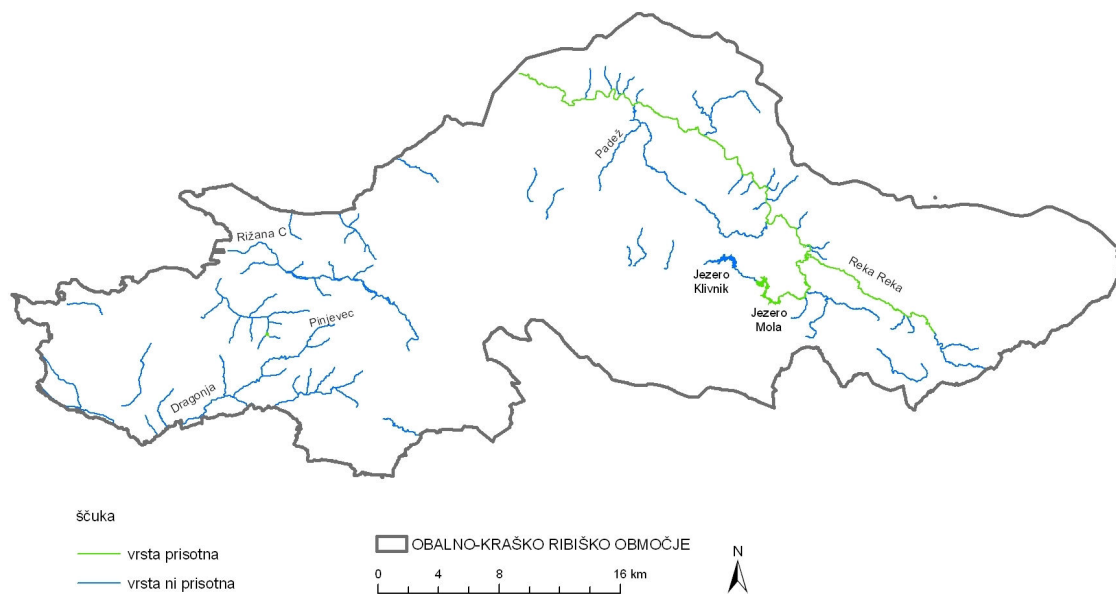 Padež
Rižana C
Reka Reka
Jezero
Klivnik
Jezero
Mola
Pinjevec
Dragonja
ščuka
vrsta prisotna
vrsta ni prisotna
OBALNO-KRAŠKO RIBIŠKO OBMOČJE
0 4 8 16 km
N